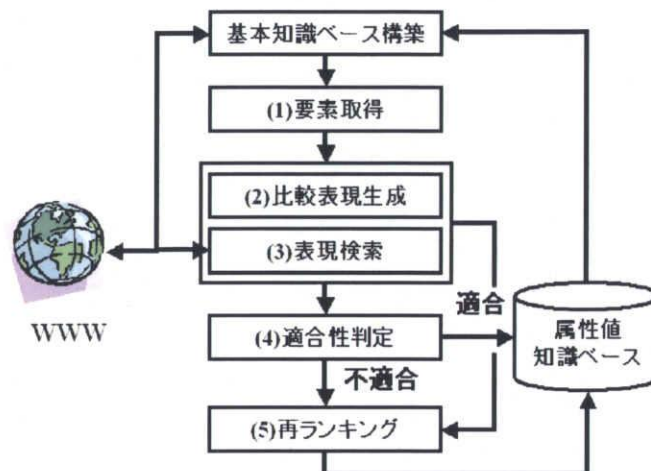 基本知識ベース構築
(1)要素取得
(2)比較表現生成
(3)表現検索
WWW
適合
(4)適合性判定
属性値
知識ベース
不適合
(5)再ランキング